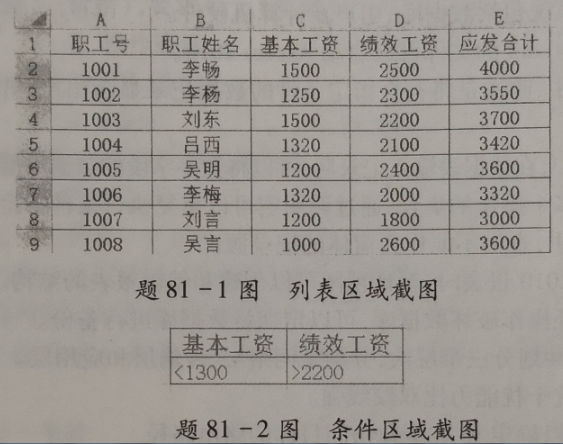 A B C D E
1 职工号 职工姓名 基本工资 绩效工资 应发合计
2 1001 李畅 1500 2500 4000
3 1002 李杨 1250 2300 3550
4 1003 刘东 1500 2200 3700
5 1004 吕西 1320 2100 3420
6 1005 吴明 1200 2400 3600
7 1006 李梅 1320 2000 3320
8 1007 刘言 1200 1800 3000
9 1008 吴言 1000 2600 3600
题81-1图 列表区域截图
基本工资 绩效工资
<1300 >2200
题81-2图 条件区域截图